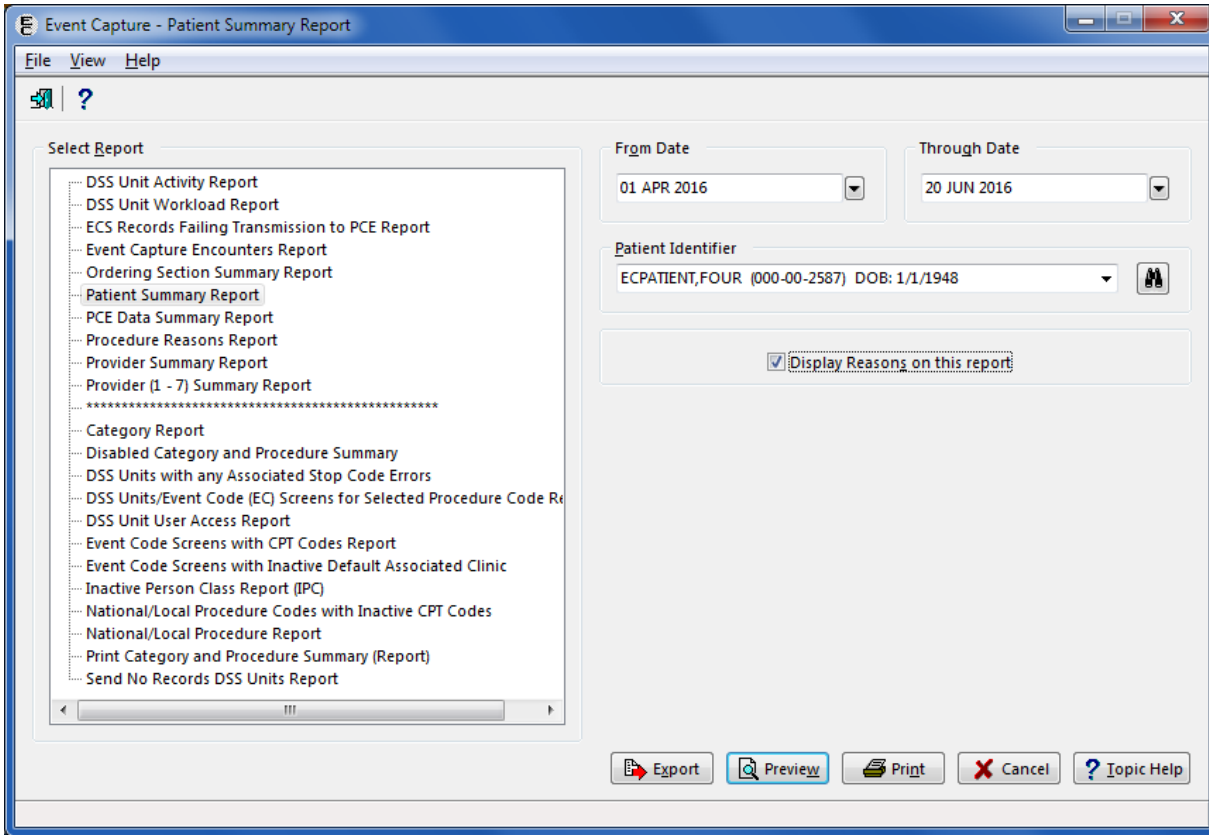 Event Capture - Patient Summary Report
File View Help
Select Report
DSS Unit Activity Report
DSS Unit Workload Report
ECS Records Failing Transmission to PCE Report
Event Capture Encounters Report
Ordering Section Summary Report
Patient Summary Report
PCE Data Summary Report
Procedure Reasons Report
Provider Summary Report
Provider (1 - 7) Summary Report
**************************************************
Category Report
Disabled Category and Procedure Summary
DSS Units with any Associated Stop Code Errors
DSS Units/Event Code (EC) Screens for Selected Procedure Code Re
DSS Unit User Access Report
Event Code Screens with CPT Codes Report
Event Code Screens with Inactive Default Associated Clinic
Inactive Person Class Report (IPC)
National/Local Procedure Codes with Inactive CPT Codes
National/Local Procedure Report
Print Category and Procedure Summary (Report)
Send No Records DSS Units Report
From Date Through Date
01 APR 2016 20 JUN 2016
Patient Identifier
ECPATIENT,FOUR (000-00-2587) DOB: 1/1/1948
Display Reasons on this report
Export Preview Print Cancel ? Topic Help